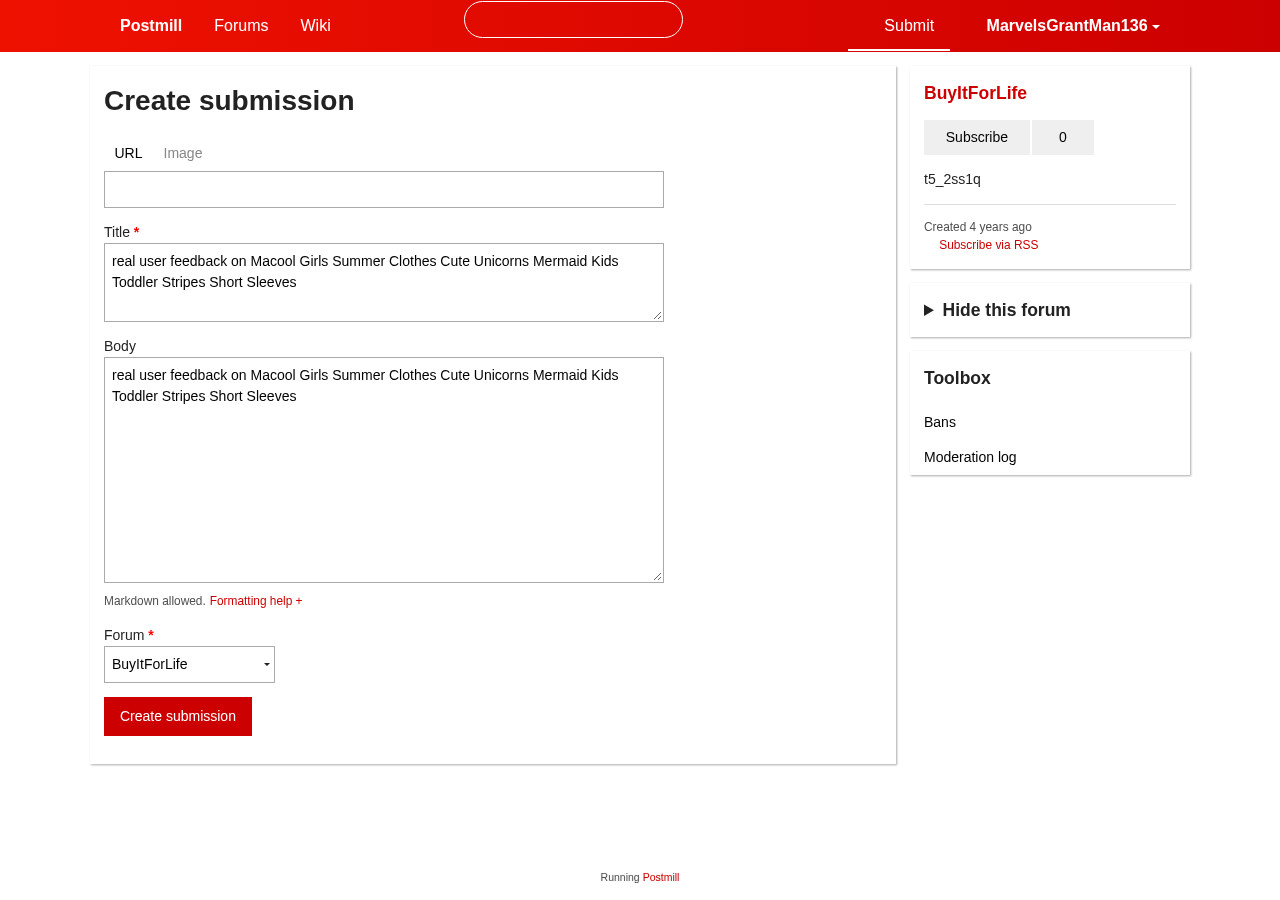 Postmill Forums Wiki Submit MarvelsGrantMan136
Create submission
URL Image
Title *
real user feedback on Macool Girls Summer Clothes Cute Unicorns Mermaid Kids
Toddler Stripes Short Sleeves
Body
real user feedback on Macool Girls Summer Clothes Cute Unicorns Mermaid Kids
Toddler Stripes Short Sleeves
Markdown allowed. Formatting help +
Forum *
BuyItForLife
Create submission
BuyItForLife
Subscribe 0
t5_2ss1q
Created 4 years ago
Subscribe via RSS
Hide this forum
Toolbox
Bans
Moderation log
Running Postmill